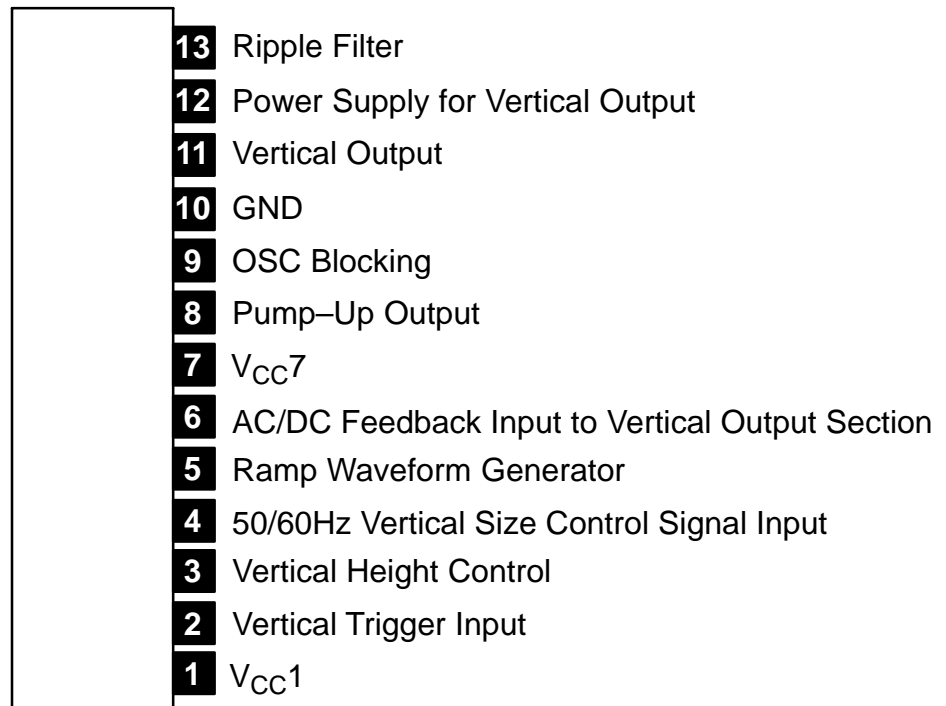 13 Ripple Filter
12 Power Supply for Vertical Output
11 Vertical Output
10 GND
9 OSC Blocking
8 Pump–Up Output
7 VCC7
6 AC/DC Feedback Input to Vertical Output Section
5 Ramp Waveform Generator
4 50/60Hz Vertical Size Control Signal Input
3 Vertical Height Control
2 Vertical Trigger Input
1 VCC1